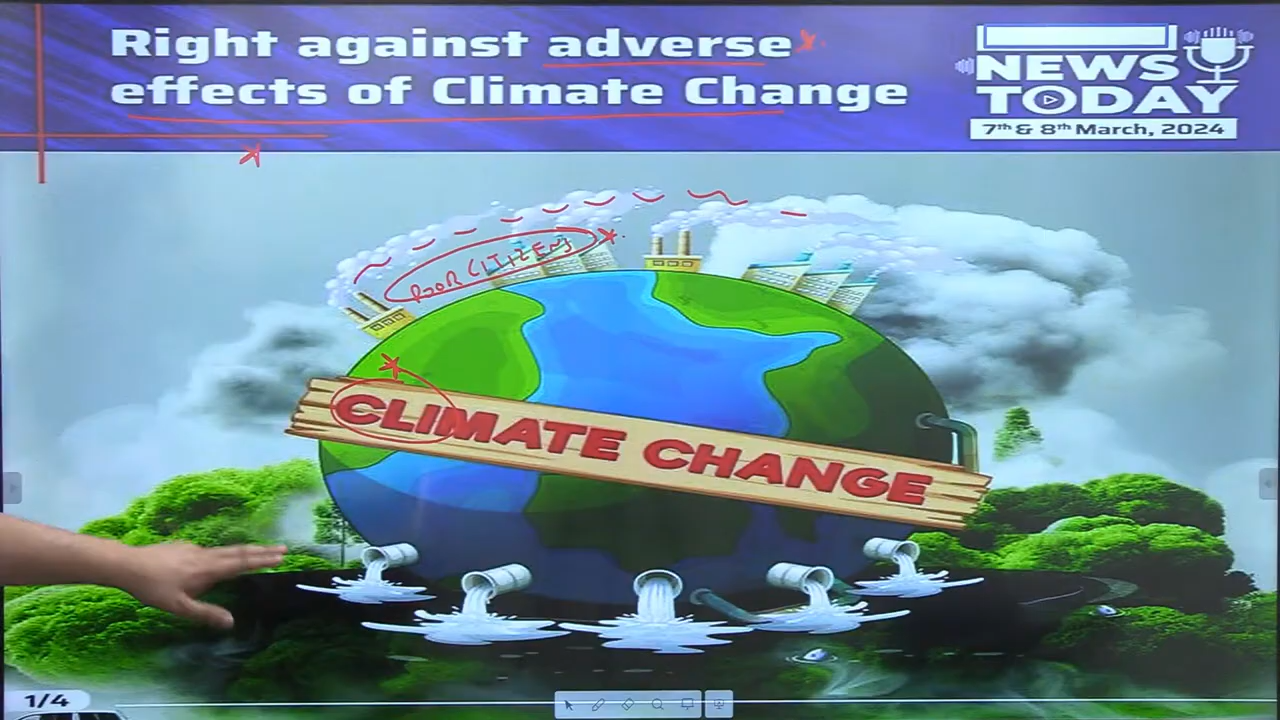 Right against adverse
effects of Climate Change
NEWS
TODAY
7th & 8th March, 2024
POOR CITIZENS
CLIMATE CHANGE
1/4